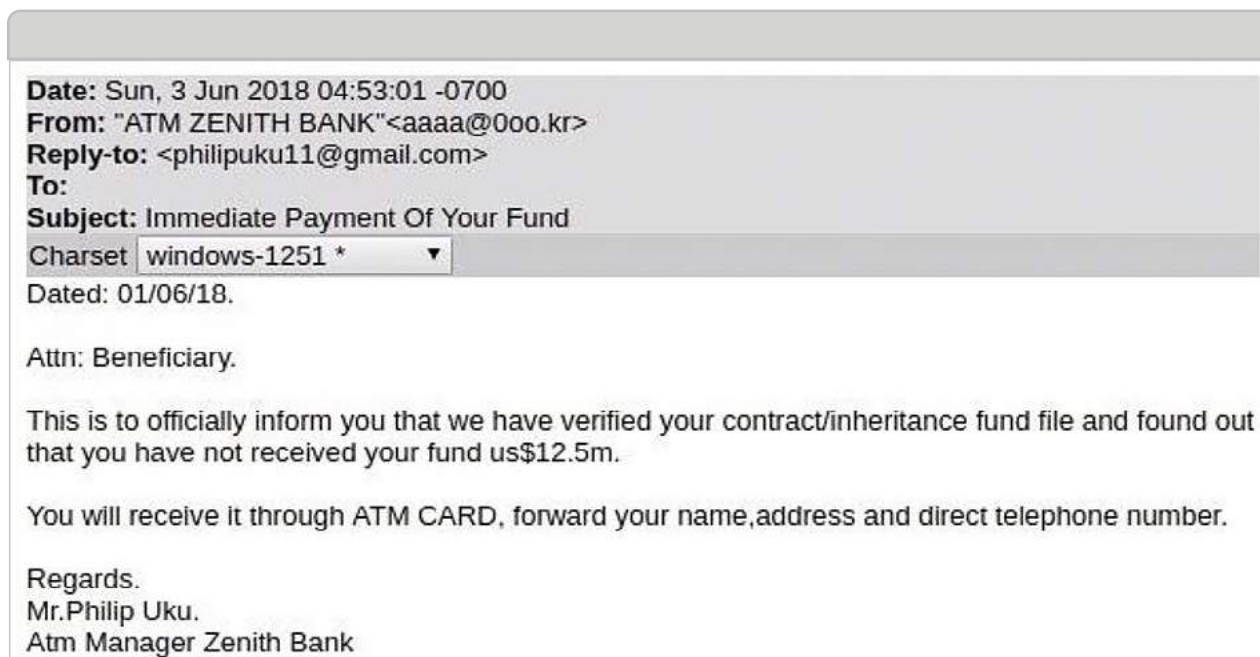 Date: Sun, 3 Jun 2018 04:53:01 -0700
From: "ATM ZENITH BANK"<aaaa@0oo.kr>
Reply-to: <philipuku11@gmail.com>
To:
Subject: Immediate Payment Of Your Fund
Charset windows-1251 *
Dated: 01/06/18.
Attn: Beneficiary.
This is to officially inform you that we have verified your contract/inheritance fund file and found out
that you have not received your fund us$12.5m.
You will receive it through ATM CARD, forward your name,address and direct telephone number.
Regards.
Mr.Philip Uku.
Atm Manager Zenith Bank